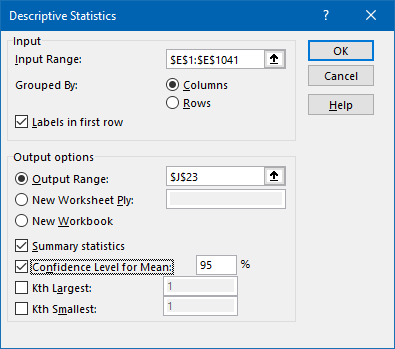 Descriptive Statistics ? ×
Input
Input Range: $E$1:$E$1041 OK
Grouped By: Columns Cancel
Rows Help
Labels in first row
Output options
Output Range: $J$23
New Worksheet Ply:
New Workbook
Summary statistics
Confidence Level for Mean: 95 %
Kth Largest: 1
Kth Smallest: 1